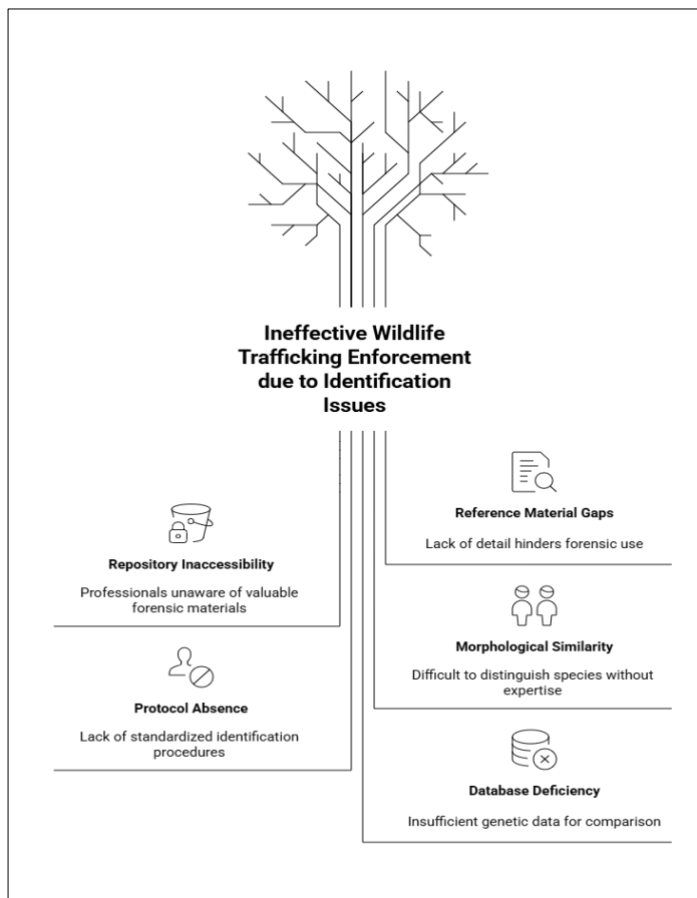 Ineffective Wildlife
Trafficking Enforcement
due to Identification
Issues
Repository Inaccessibility
Professionals unaware of valuable
forensic materials
Protocol Absence
Lack of standardized identification
procedures
Reference Material Gaps
Lack of detail hinders forensic use
Morphological Similarity
Difficult to distinguish species without
expertise
Database Deficiency
Insufficient genetic data for comparison